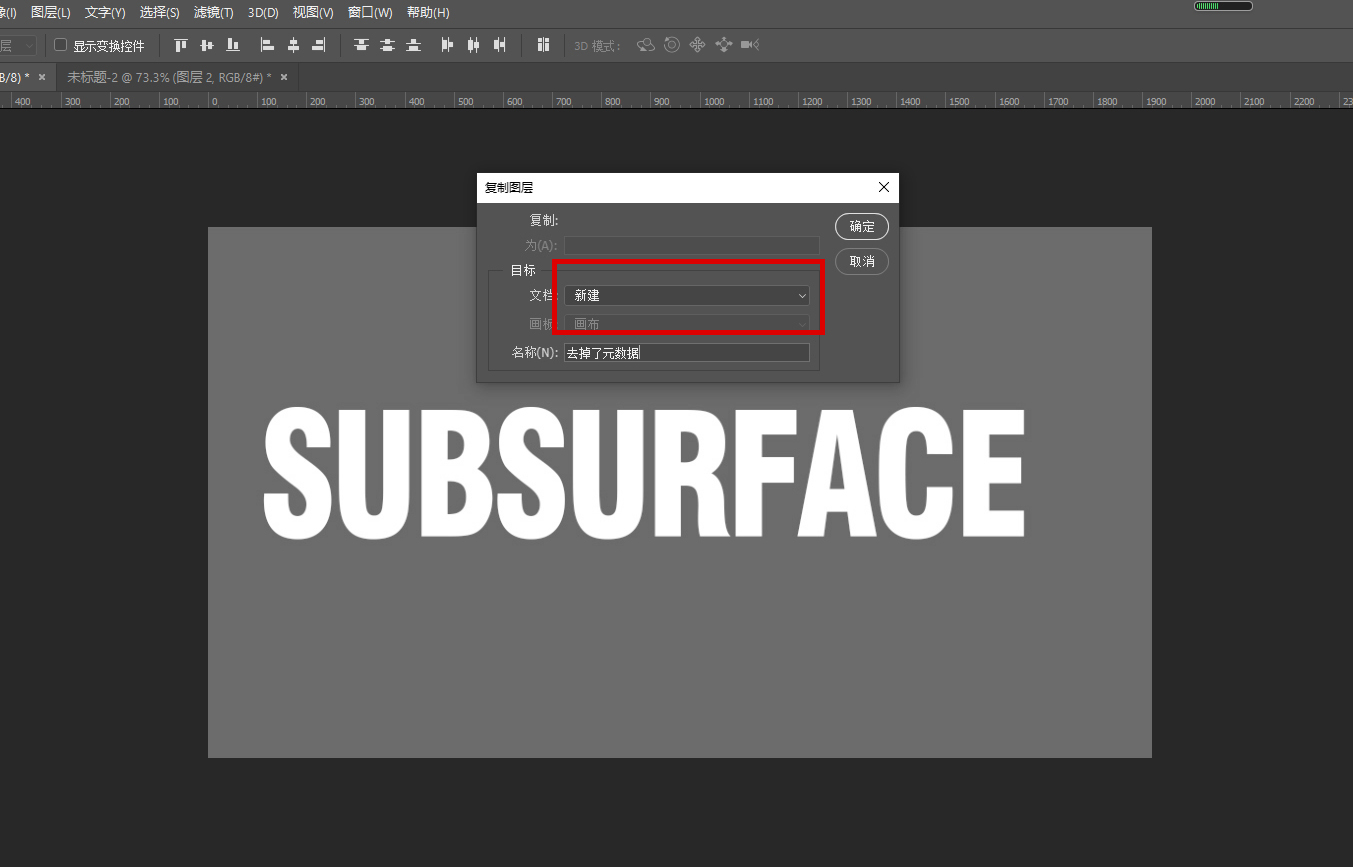 像(I) 图层(L) 文字(Y) 选择(S) 滤镜(T) 3D(D) 视图(V) 窗口(W) 帮助(H)
层 显示变换控件 3D 模式:
B/8) * × 未标题-2 @ 73.3% (图层 2, RGB/8#) * ×
400 300 200 100 0 100 200 300 400 500 600 700 800 900 1000 1100 1200 1300 1400 1500 1600 1700 1800 1900 2000 2100 2200 23
复制图层
复制:
确定
为(A):
取消
目标
文档: 新建
画板: 画布
名称(N): 去掉了元数据
SUBSURFACE